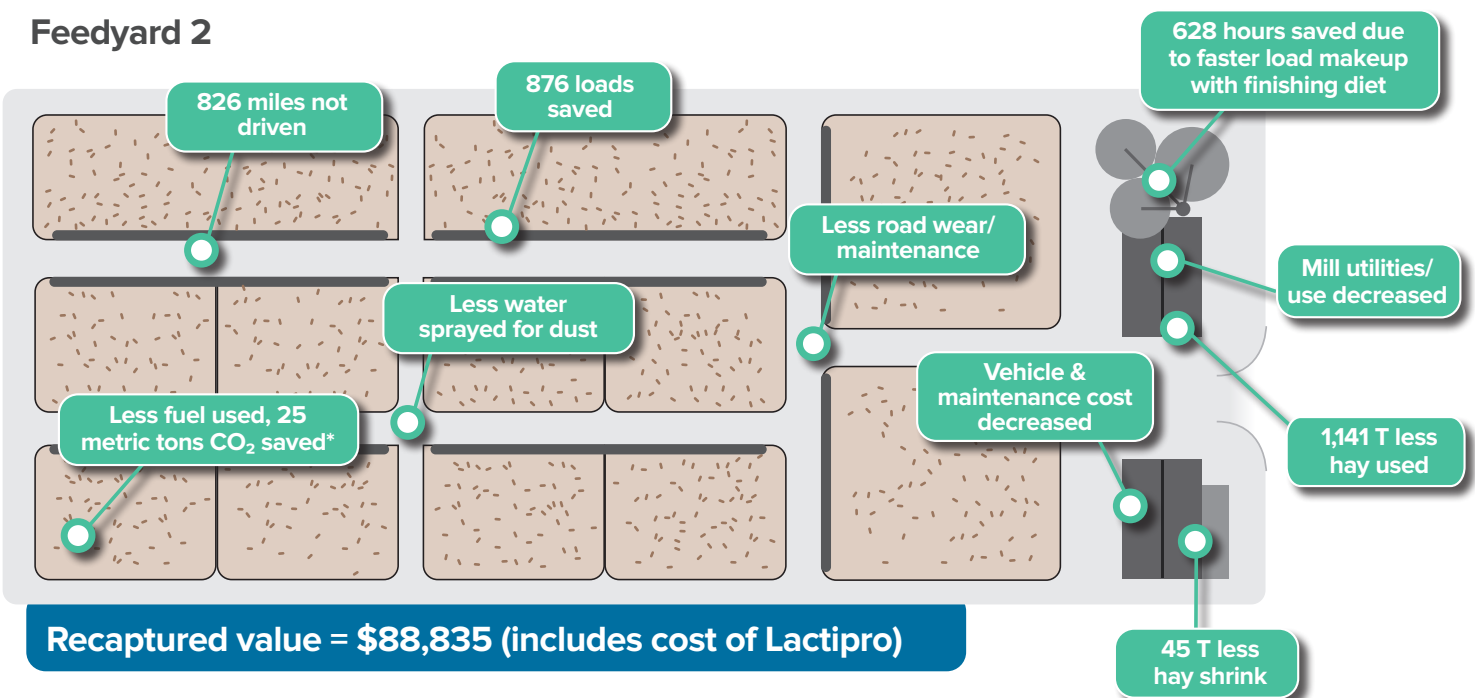 Feedyard 2
628 hours saved due
to faster load makeup
with finishing diet
826 miles not
driven
876 loads
saved
Less road wear/
maintenance
Mill utilities/
use decreased
Less water
sprayed for dust
Vehicle &
maintenance cost
decreased
Less fuel used, 25
metric tons CO₂ saved*
1,141 T less
hay used
Recaptured value = $88,835 (includes cost of Lactipro)
45 T less
hay shrink